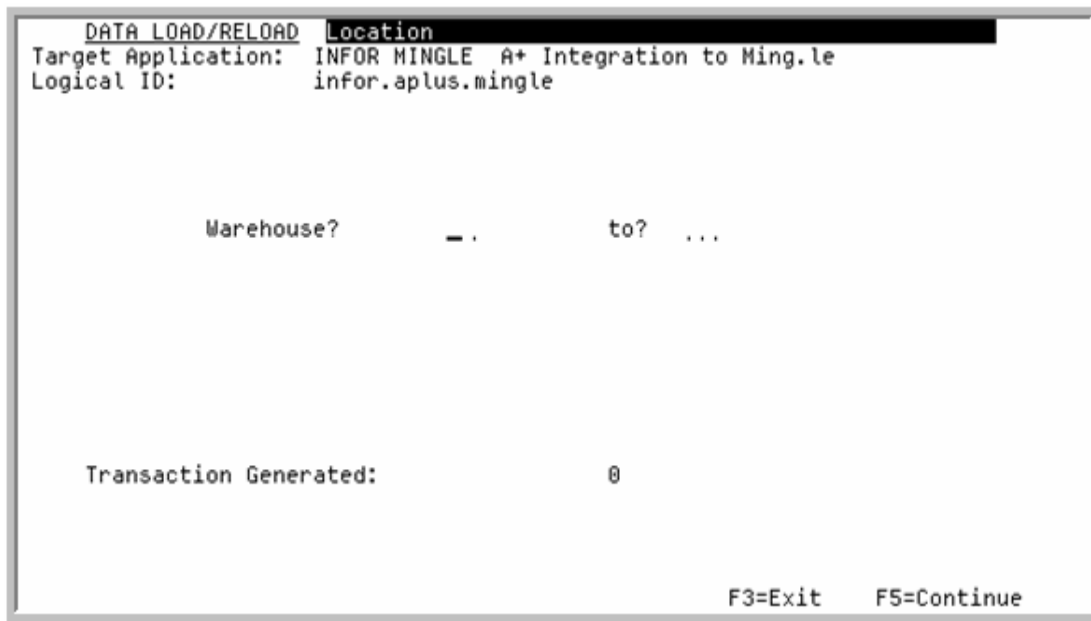 DATA LOAD/RELOAD Location
Target Application: INFOR MINGLE A+ Integration to Ming.le
Logical ID: infor.aplus.mingle
Warehouse? _ . to? ...
Transaction Generated: 0
F3=Exit F5=Continue